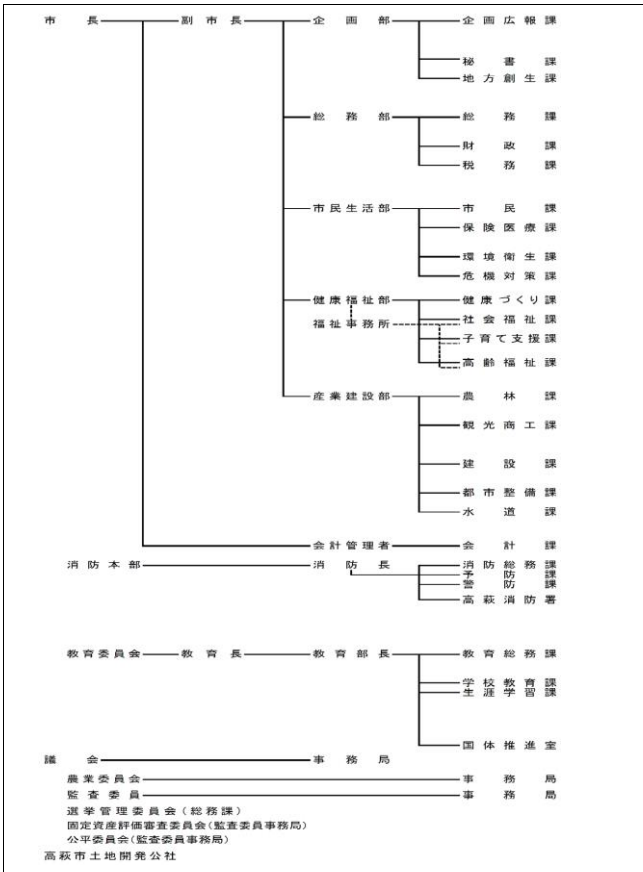 市長 副市長 企画部 企画広報課
秘書課
地方創生課
総務部 総務課
財政課
税務課
市民生活部 市民課
保険医療課
環境衛生課
危機対策課
健康福祉部 健康づくり課
福祉事務所 社会福祉課
子育て支援課
高齢福祉課
産業建設部 農林課
観光商工課
建設課
都市整備課
水道課
会計管理者 会計課
消防本部 消防長 消防総務課
予防課
警防課
高萩消防署
教育委員会 教育長 教育部長 教育総務課
学校教育課
生涯学習課
国体推進室
議会 事務局
農業委員会 事務局
監査委員 事務局
選挙管理委員会(総務課)
固定資産評価審査委員会(監査委員事務局)
公平委員会(監査委員事務局)
高萩市土地開発公社